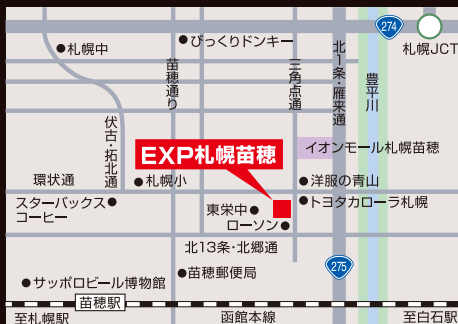 274
札幌中
びっくりドンキー
札幌JCT
苗穂通り
三角点通
北1条・雁来通
豊平川
伏古・拓北通
イオンモール札幌苗穂
EXP札幌苗穂
環状通
札幌小
洋服の青山
スターバックス
コーヒー
東栄中
トヨタカローラ札幌
ローソン
北13条・北郷通
苗穂郵便局
275
サッポロビール博物館
苗穂駅
至札幌駅
函館本線
至白石駅